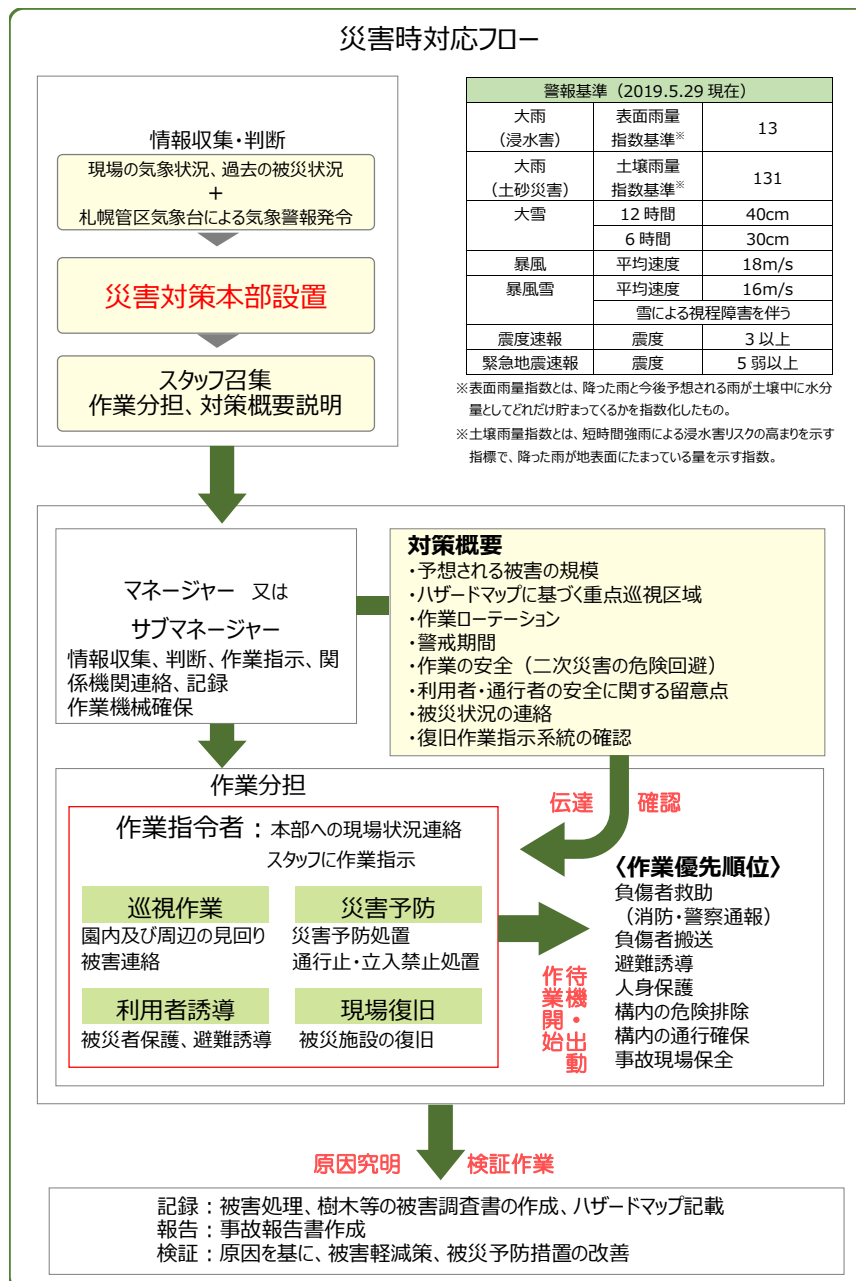 災害時対応フロー
情報収集・判断
現場の気象状況、過去の被災状況
+
札幌管区気象台による気象警報発令
災害対策本部設置
スタッフ召集
作業分担、対策概要説明
警報基準（2019.5.29 現在）
大雨（浸水害） 表面雨量指数基準※ 13
大雨（土砂災害） 土壌雨量指数基準※ 131
大雪 12 時間 40cm
6 時間 30cm
暴風 平均速度 18m/s
暴風雪 平均速度 16m/s
雪による視程障害を伴う
震度速報 震度 3 以上
緊急地震速報 震度 5 弱以上
※表面雨量指数とは、降った雨と今後予想される雨が土壌中に水分
量としてどれだけ貯まってくるかを指数化したもの。
※土壌雨量指数とは、短時間強雨による浸水害リスクの高まりを示す
指標で、降った雨が地表面にたまっている量を示す指数。
マネージャー 又は
サブマネージャー
情報収集、判断、作業指示、関
係機関連絡、記録
作業機械確保
対策概要
・予想される被害の規模
・ハザードマップに基づく重点巡視区域
・作業ローテーション
・警戒期間
・作業の安全（二次災害の危険回避）
・利用者・通行者の安全に関する留意点
・被災状況の連絡
・復旧作業指示系統の確認
伝達 確認
作業分担
作業指令者：本部への現場状況連絡
スタッフに作業指示
巡視作業
園内及び周辺の見回り
被害連絡
災害予防
災害予防処置
通行止・立入禁止処置
利用者誘導
被災者保護、避難誘導
現場復旧
被災施設の復旧
待機・出動
作業開始
〈作業優先順位〉
負傷者救助
（消防・警察通報）
負傷者搬送
避難誘導
人身保護
構内の危険排除
構内の通行確保
事故現場保全
原因究明 検証作業
記録：被害処理、樹木等の被害調査書の作成、ハザードマップ記載
報告：事故報告書作成
検証：原因を基に、被害軽減策、被災予防措置の改善